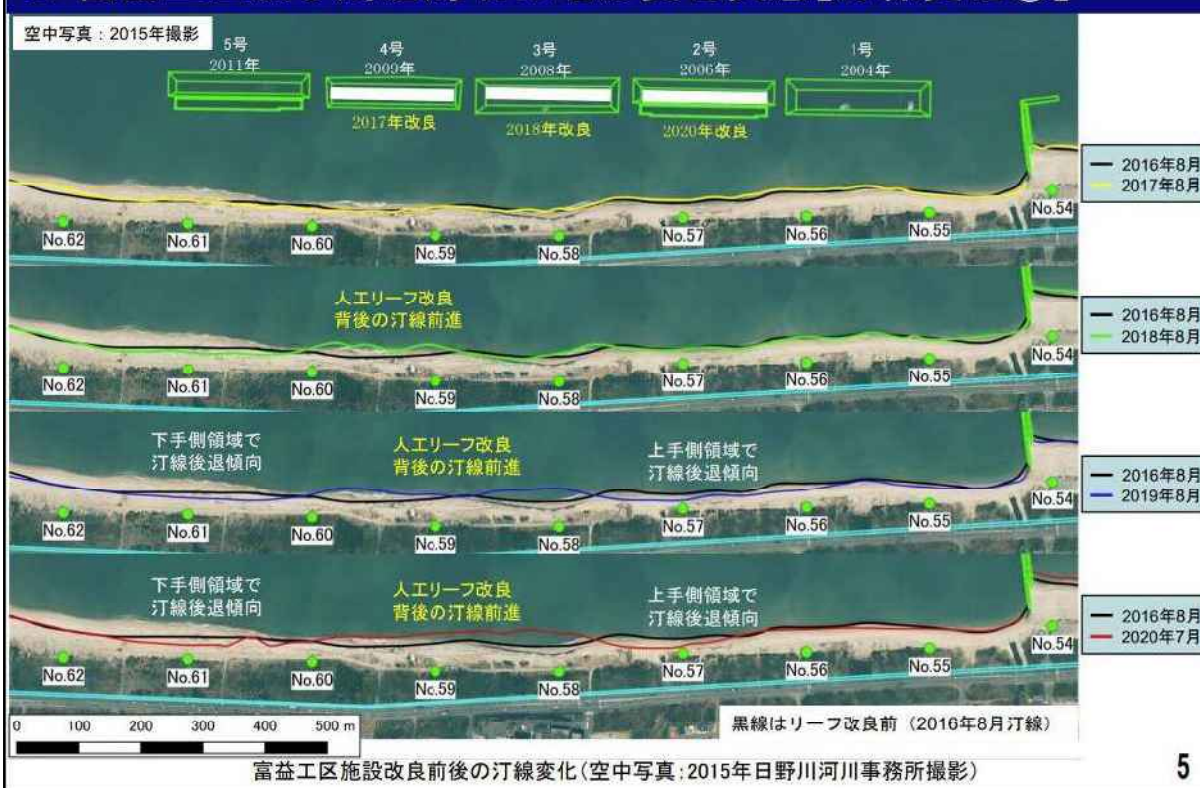 空中写真：2015年撮影
5号
2011年
4号
2009年
3号
2008年
2号
2006年
1号
2004年
2017年改良
2018年改良
2020年改良
2016年8月
2017年8月
No.62
No.61
No.60
No.59
No.58
No.57
No.56
No.55
No.54
人工リーフ改良
背後の汀線前進
2016年8月
2018年8月
No.62
No.61
No.60
No.59
No.58
No.57
No.56
No.55
No.54
下手側領域で
汀線後退傾向
人工リーフ改良
背後の汀線前進
上手側領域で
汀線後退傾向
2016年8月
2019年8月
No.62
No.61
No.60
No.59
No.58
No.57
No.56
No.55
No.54
下手側領域で
汀線後退傾向
人工リーフ改良
背後の汀線前進
上手側領域で
汀線後退傾向
2016年8月
2020年7月
No.62
No.61
No.60
No.59
No.58
No.57
No.56
No.55
No.54
0 100 200 300 400 500 m
黒線はリーフ改良前（2016年8月汀線）
富益工区施設改良前後の汀線変化(空中写真:2015年日野川河川事務所撮影)
5